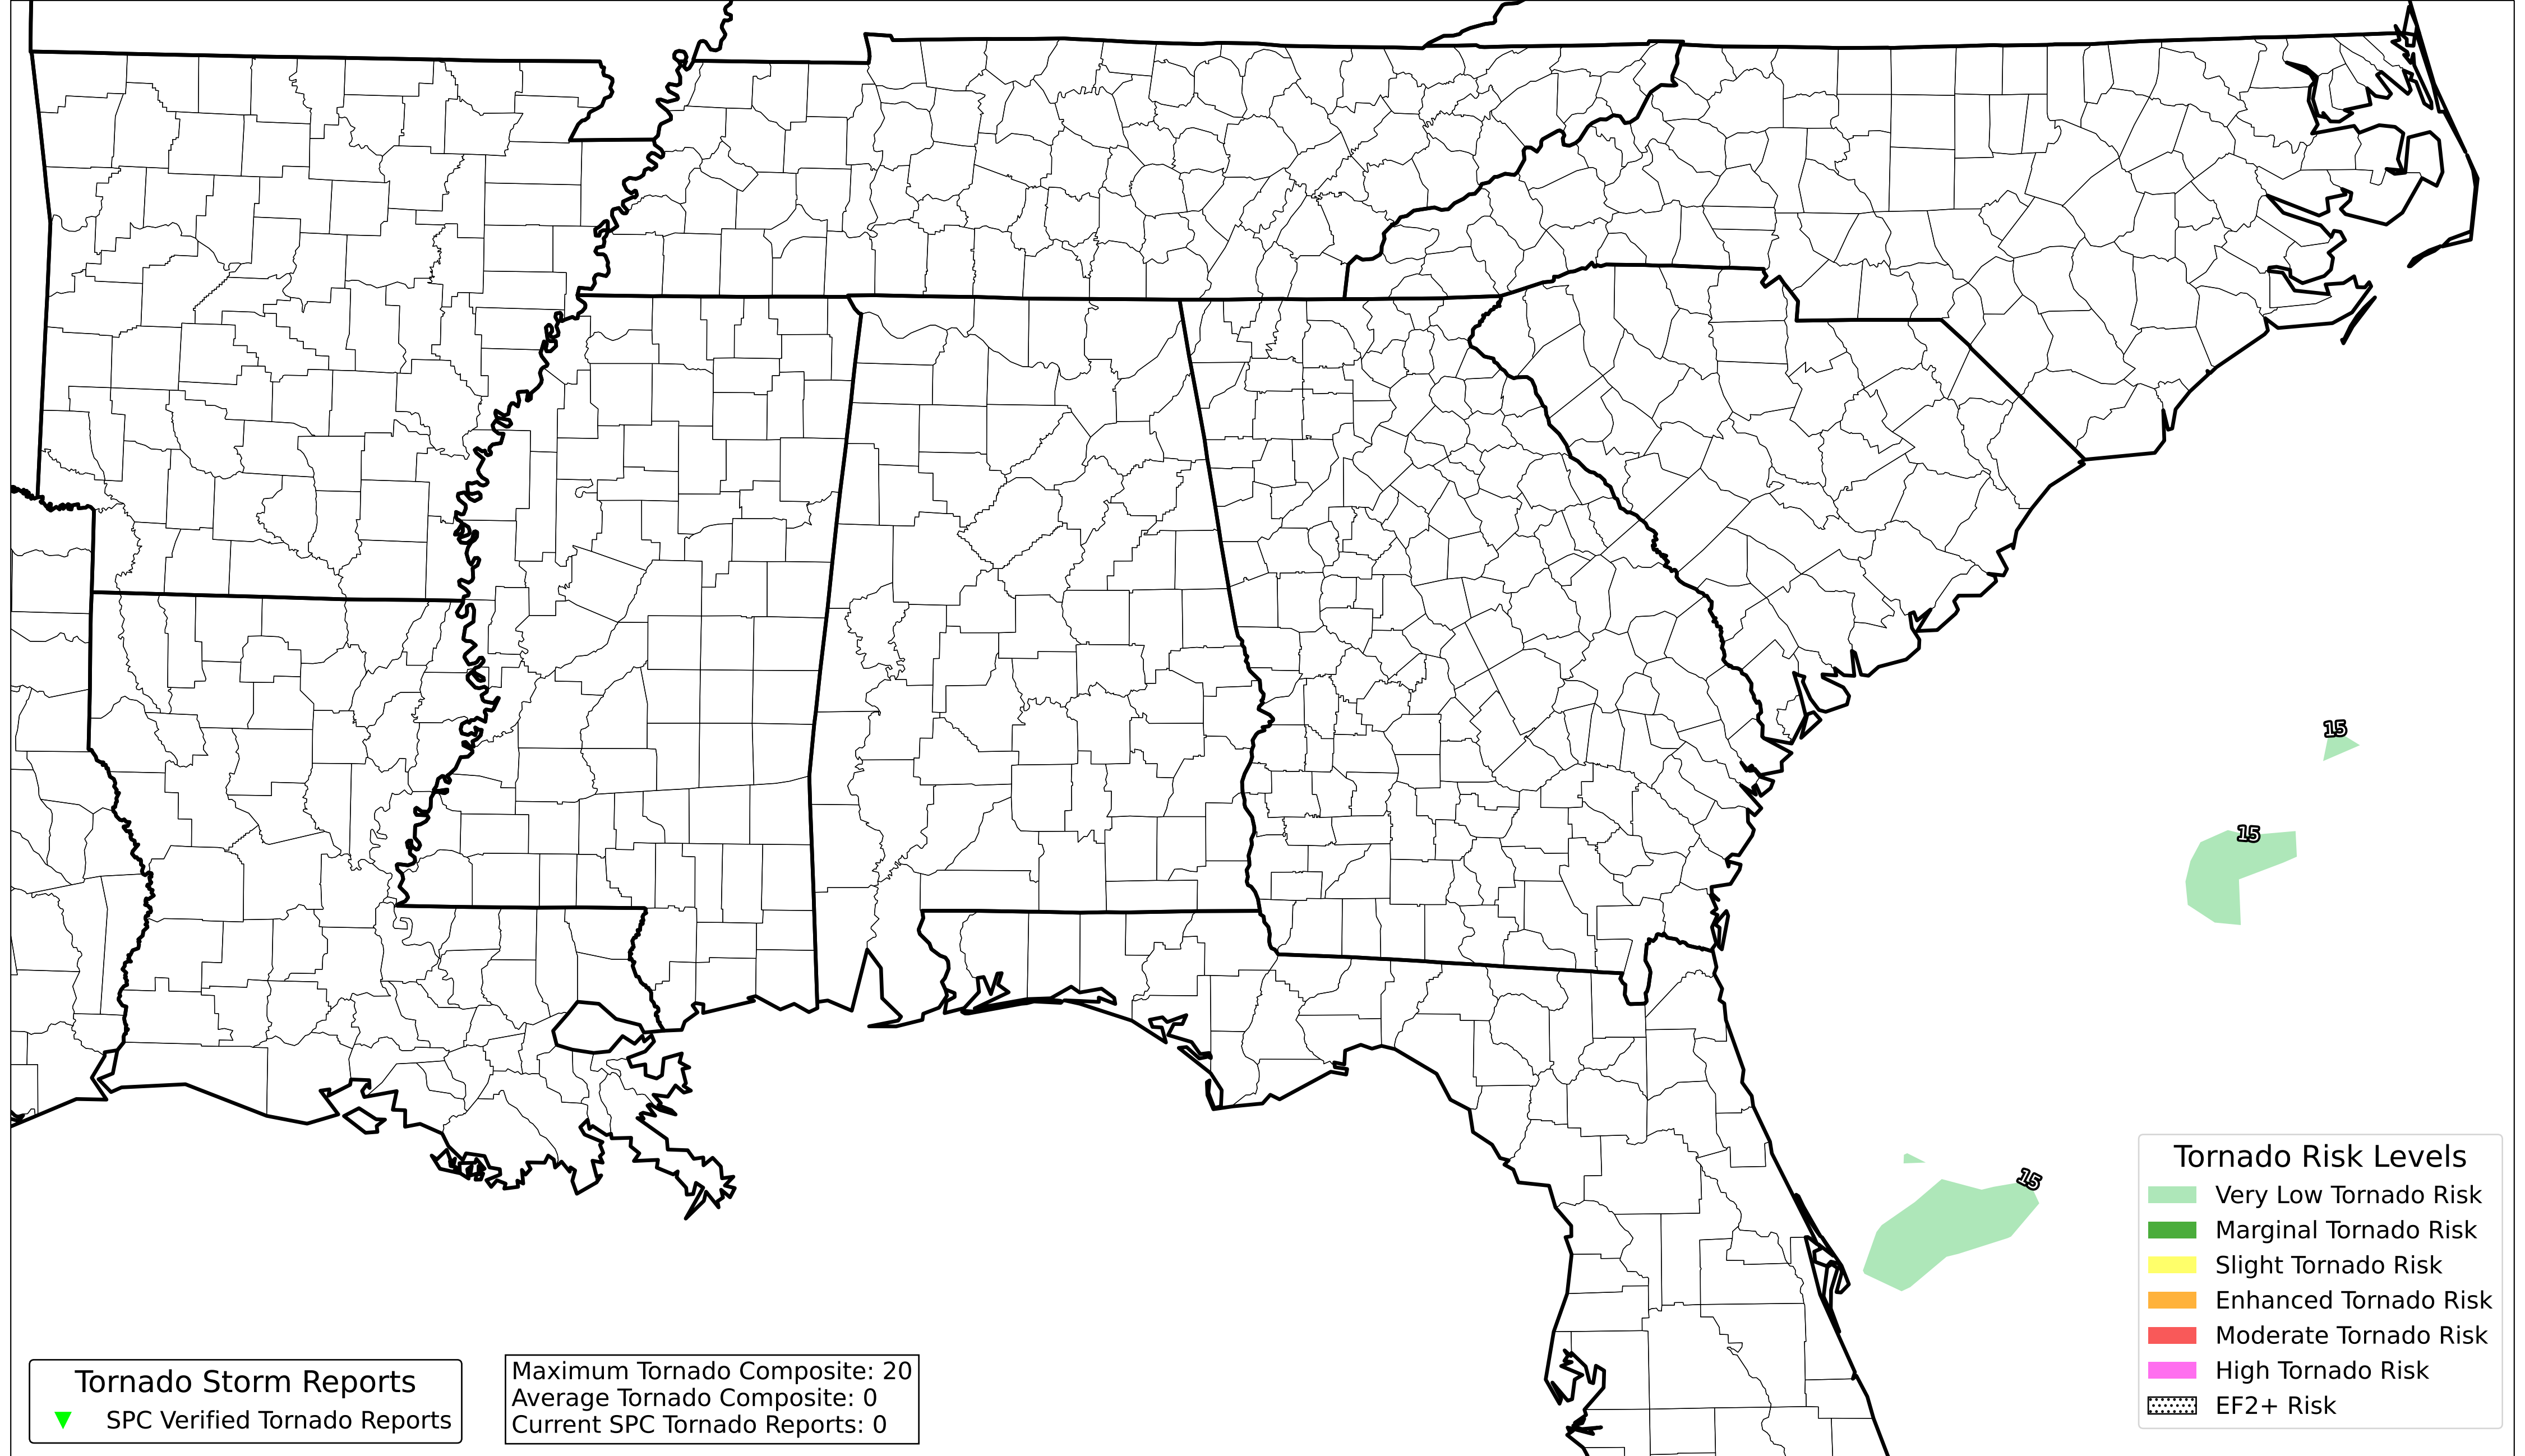 15
15
15
Tornado Risk Levels
Very Low Tornado Risk
Marginal Tornado Risk
Slight Tornado Risk
Enhanced Tornado Risk
Moderate Tornado Risk
High Tornado Risk
EF2+ Risk
Tornado Storm Reports
SPC Verified Tornado Reports
Maximum Tornado Composite: 20
Average Tornado Composite: 0
Current SPC Tornado Reports: 0